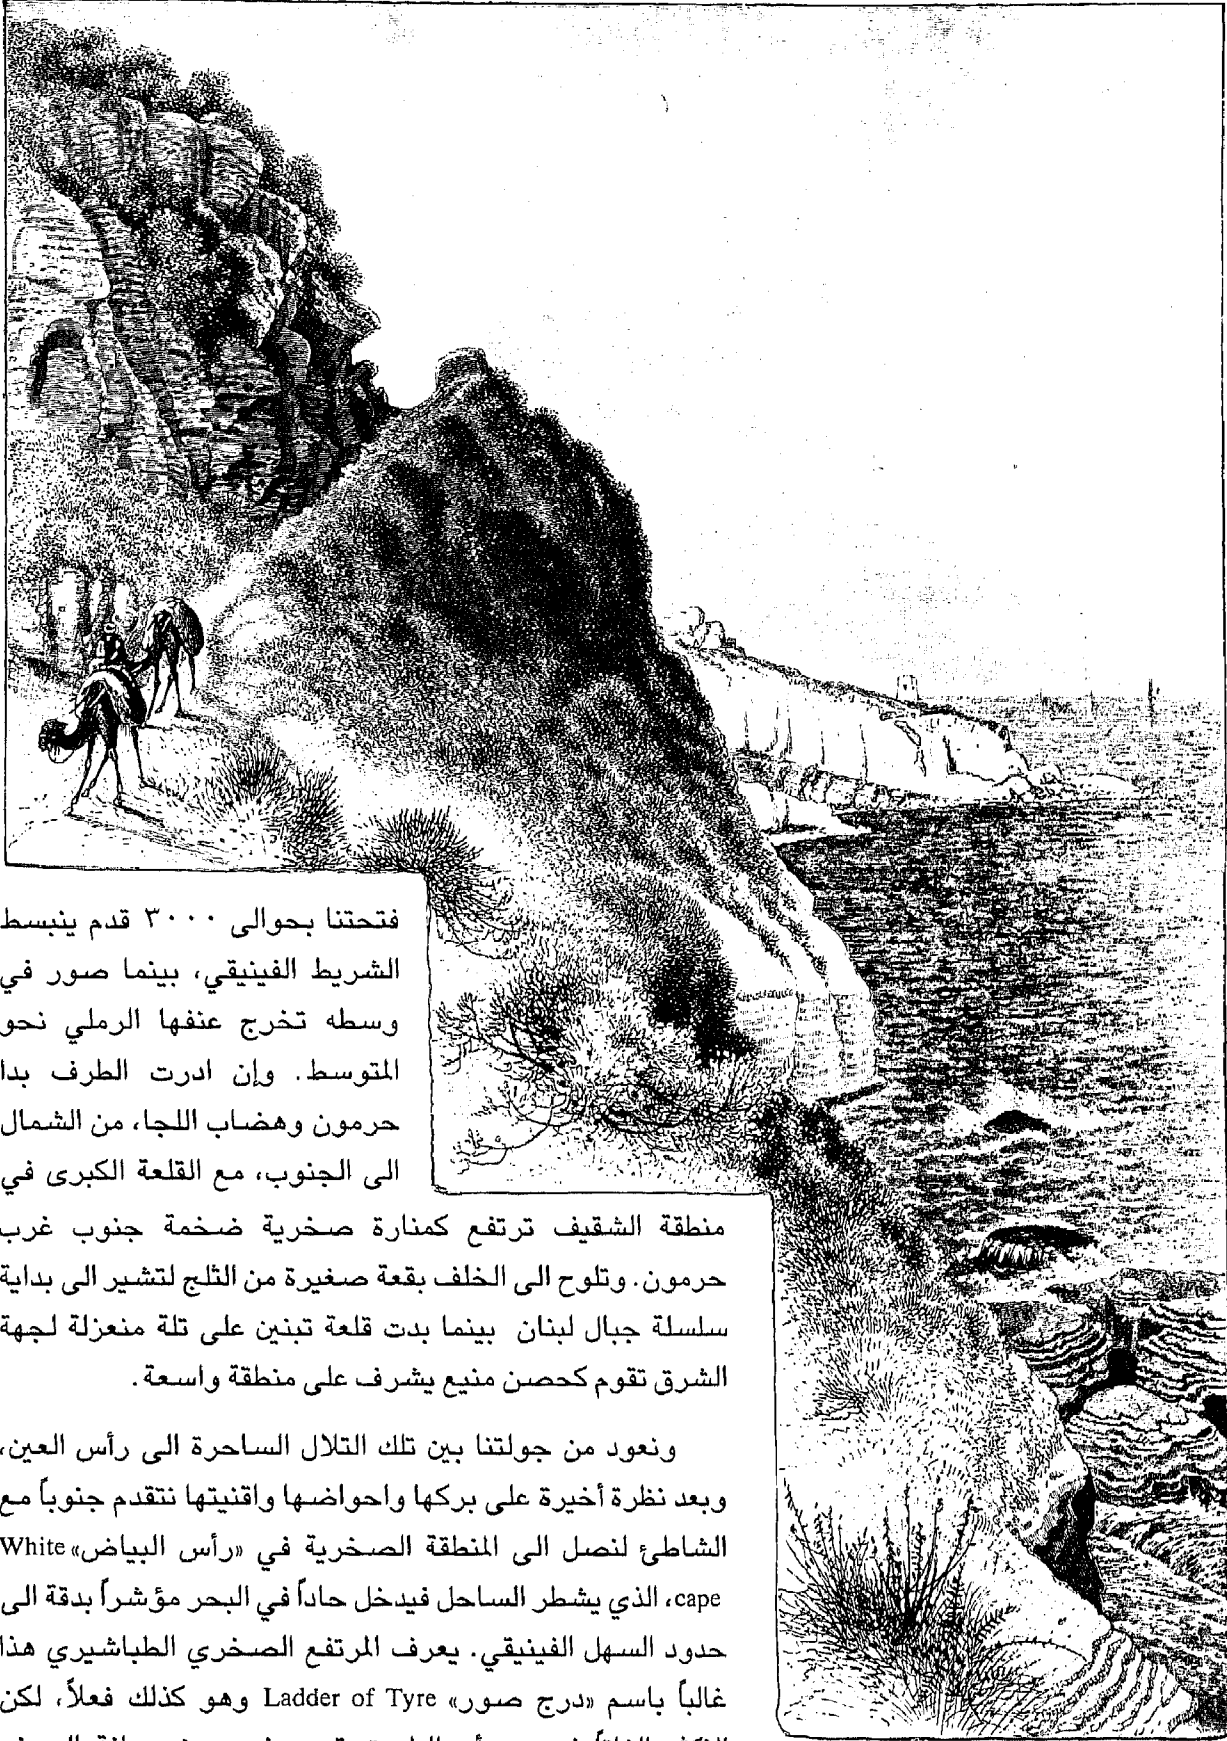 فتحتنا بحوالى ٣٠٠٠ قدم ينبسط
الشريط الفينيقي، بينما صور في
وسطه تخرج عنفها الرملي نحو
المتوسط. وإن ادرت الطرف بدا
حرمون وهضاب اللجا، من الشمال
الى الجنوب، مع القلعة الكبرى في
منطقة الشقيف ترتفع كمنارة صخرية ضخمة جنوب غرب
حرمون. وتلوح الى الخلف بقعة صغيرة من الثلج لتشير الى بداية
سلسلة جبال لبنان بينما بدت قلعة تبنين على تلة منعزلة لجهة
الشرق تقوم كحصن منيع يشرف على منطقة واسعة.
ونعود من جولتنا بين تلك التلال الساحرة الى رأس العين،
وبعد نظرة أخيرة على بركها واحواضها واقنيتها نتقدم جنوباً مع
الشاطئ لنصل الى المنطقة الصخرية في «رأس البياض» White
cape، الذي يشطر الساحل فيدخل حاداً في البحر مؤشراً بدقة الى
حدود السهل الفينيقي. يعرف المرتفع الصخري الطباشيري هذا
غالباً باسم «درج صور» Ladder of Tyre وهو كذلك فعلاً، لكن